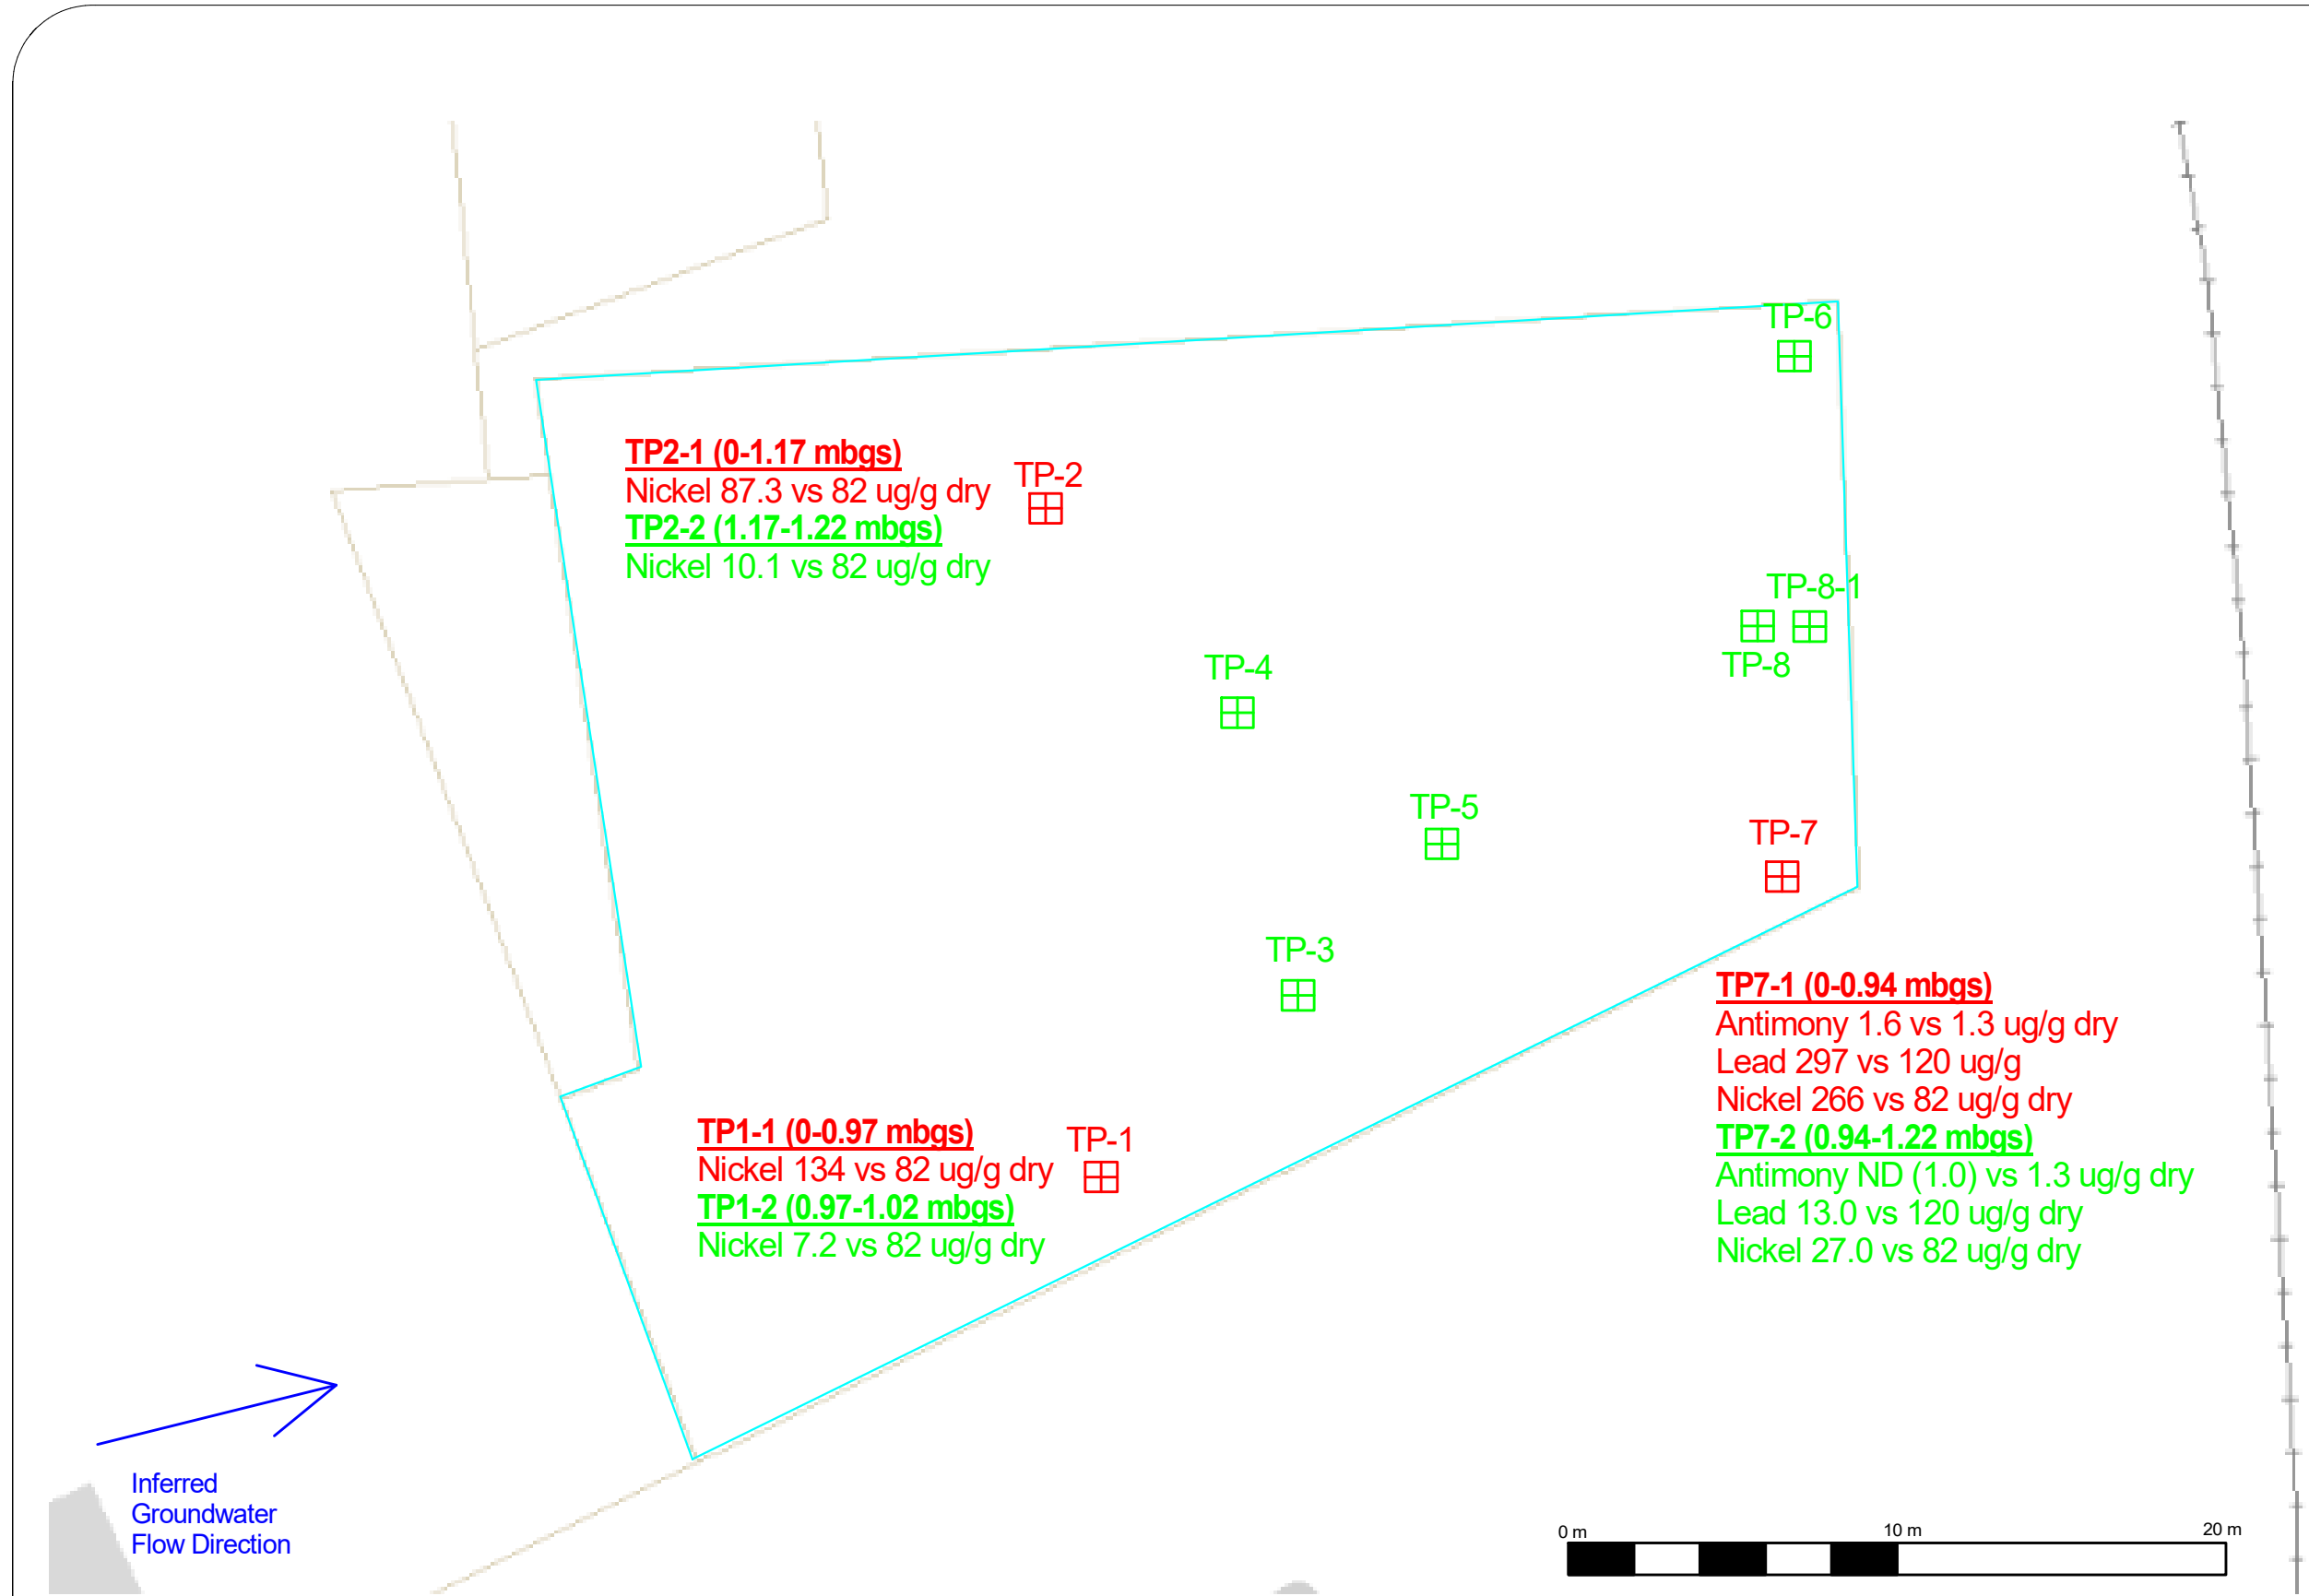 TP-6
TP2-1 (0-1.17 mbgs)
Nickel 87.3 vs 82 ug/g dry
TP2-2 (1.17-1.22 mbgs)
Nickel 10.1 vs 82 ug/g dry
TP-2
TP-8-1
TP-8
TP-4
TP-5
TP-7
TP-3
TP7-1 (0-0.94 mbgs)
Antimony 1.6 vs 1.3 ug/g dry
Lead 297 vs 120 ug/g
Nickel 266 vs 82 ug/g dry
TP7-2 (0.94-1.22 mbgs)
Antimony ND (1.0) vs 1.3 ug/g dry
Lead 13.0 vs 120 ug/g dry
Nickel 27.0 vs 82 ug/g dry
TP1-1 (0-0.97 mbgs)
Nickel 134 vs 82 ug/g dry
TP1-2 (0.97-1.02 mbgs)
Nickel 7.2 vs 82 ug/g dry
TP-1
Inferred
Groundwater
Flow Direction
0 m 10 m 20 m